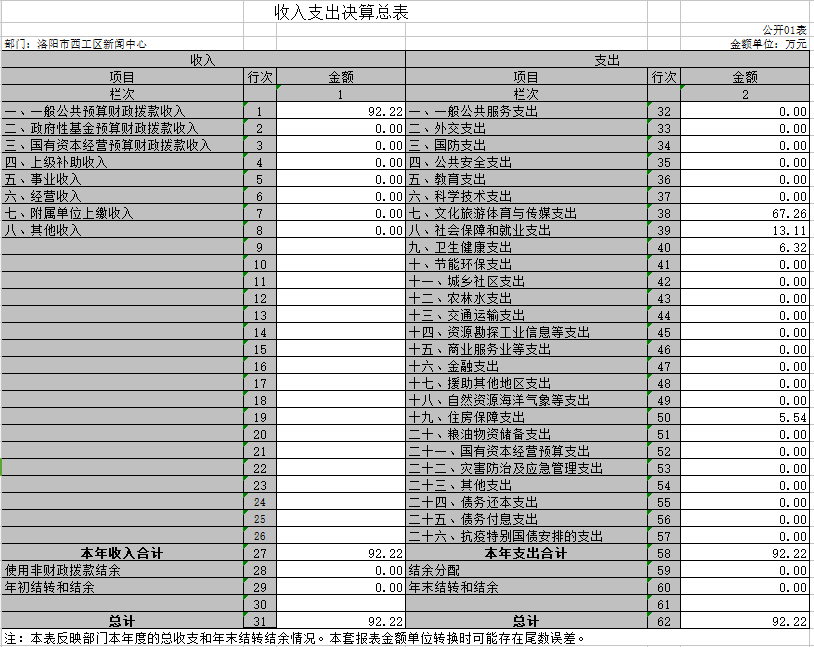 收入支出决算总表
公开01表
部门：洛阳市西工区新闻中心 金额单位：万元
收入 支出
项目 行次 金额 项目 行次 金额
栏次 1 栏次 2
一、一般公共预算财政拨款收入 1 92.22 一、一般公共服务支出 32 0.00
二、政府性基金预算财政拨款收入 2 0.00 二、外交支出 33 0.00
三、国有资本经营预算财政拨款收入 3 0.00 三、国防支出 34 0.00
四、上级补助收入 4 0.00 四、公共安全支出 35 0.00
五、事业收入 5 0.00 五、教育支出 36 0.00
六、经营收入 6 0.00 六、科学技术支出 37 0.00
七、附属单位上缴收入 7 0.00 七、文化旅游体育与传媒支出 38 67.26
八、其他收入 8 0.00 八、社会保障和就业支出 39 13.11
9 九、卫生健康支出 40 6.32
10 十、节能环保支出 41 0.00
11 十一、城乡社区支出 42 0.00
12 十二、农林水支出 43 0.00
13 十三、交通运输支出 44 0.00
14 十四、资源勘探工业信息等支出 45 0.00
15 十五、商业服务业等支出 46 0.00
16 十六、金融支出 47 0.00
17 十七、援助其他地区支出 48 0.00
18 十八、自然资源海洋气象等支出 49 0.00
19 十九、住房保障支出 50 5.54
20 二十、粮油物资储备支出 51 0.00
21 二十一、国有资本经营预算支出 52 0.00
22 二十二、灾害防治及应急管理支出 53 0.00
23 二十三、其他支出 54 0.00
24 二十四、债务还本支出 55 0.00
25 二十五、债务付息支出 56 0.00
26 二十六、抗疫特别国债安排的支出 57 0.00
本年收入合计 27 92.22 本年支出合计 58 92.22
使用非财政拨款结余 28 0.00 结余分配 59 0.00
年初结转和结余 29 0.00 年末结转和结余 60 0.00
30 61
总计 31 92.22 总计 62 92.22
注：本表反映部门本年度的总收支和年末结转结余情况。本套报表金额单位转换时可能存在尾数误差。